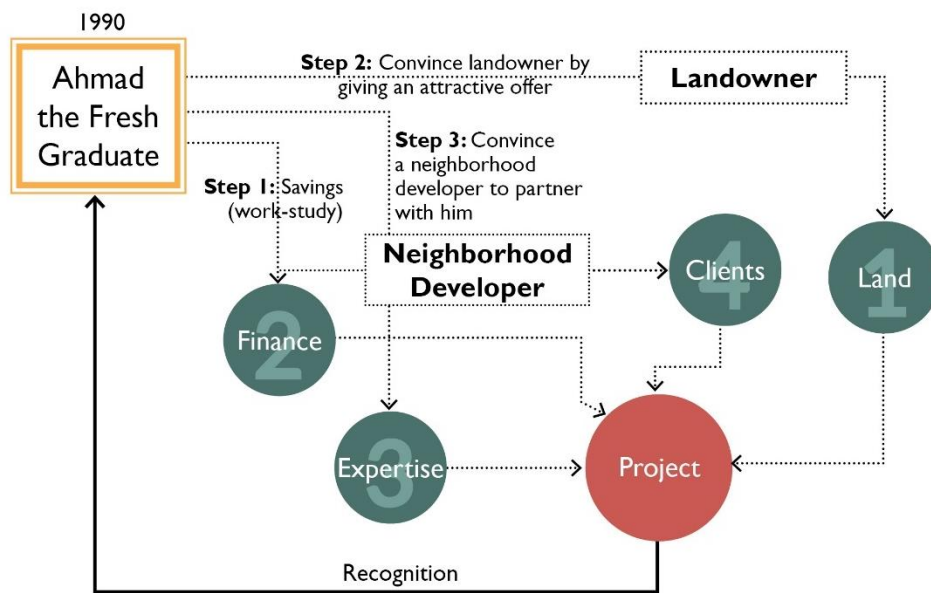 1990
Ahmad
the Fresh
Graduate
Step 2: Convince landowner by
giving an attractive offer
Landowner
Step 3: Convince
a neighborhood
developer to partner
with him
Step 1: Savings
(work-study)
Neighborhood
Developer
4
Clients
1
Land
2
Finance
3
Expertise
Project
Recognition